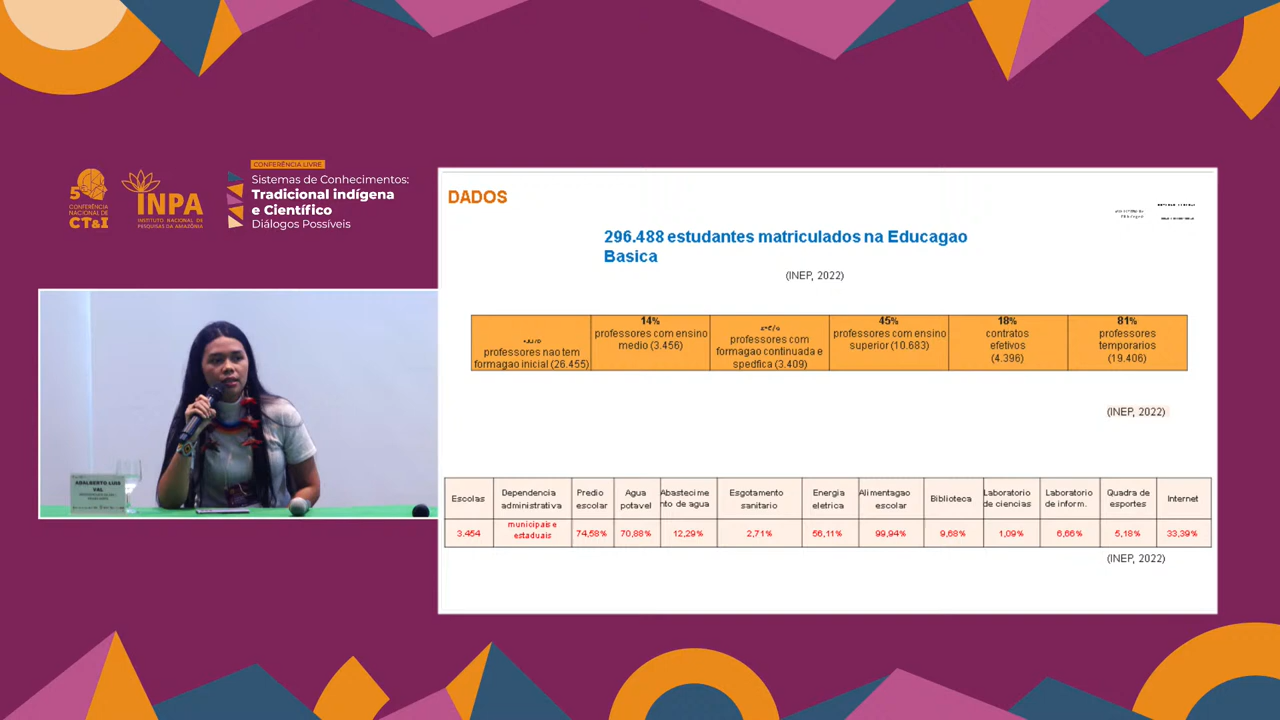 CONFERÊNCIA LIVRE
Sistemas de Conhecimentos:
Tradicional indígena
e Científico
Diálogos Possíveis
5
CONFERÊNCIA
NACIONAL DE
CT&I
INPA
INSTITUTO NACIONAL DE
PESQUISAS DA AMAZÔNIA
ADALBERTO LUIS
VAL
DADOS
296.488 estudantes matriculados na Educagao
Basica
(INEP, 2022)
professores nao tem
formagao inicial (26.455)
14%
professores com ensino
medio (3.456)
professores com
formagao continuada e
spedfica (3.409)
45%
professores com ensino
superior (10.683)
18%
contratos
efetivos
(4.396)
81%
professores
temporarios
(19.406)
(INEP, 2022)
Escolas
Dependencia
administrativa
Predio
escolar
Agua
potavel
Abastecime
nto de agua
Esgotamento
sanitario
Energia
eletrica
Alimentagao
escolar
Biblioteca
Laboratorio
de ciencias
Laboratorio
de inform.
Quadra de
esportes
Internet
3.454
municipais e
estaduais
74,58%
70,88%
12,29%
2,71%
56,11%
99,94%
9,68%
1,09%
6,66%
5,18%
33,39%
(INEP, 2022)